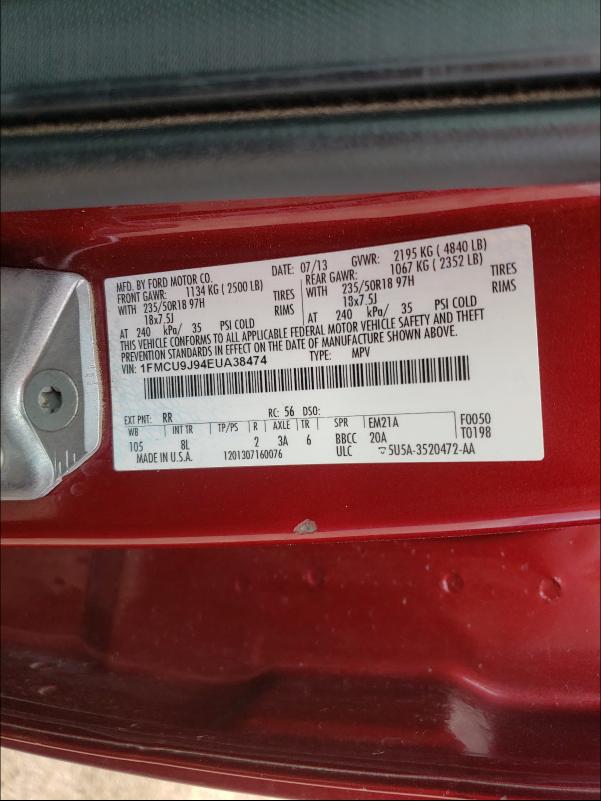 MFD. BY FORD MOTOR CO. DATE: 07/13 GVWR: 2195 KG ( 4840 LB)
FRONT GAWR: 1134 KG ( 2500 LB) REAR GAWR: 1067 KG ( 2352 LB)
WITH 235/50R18 97H TIRES WITH 235/50R18 97H TIRES
18x7.5J RIMS 18x7.5J RIMS
AT 240 kPa/ 35 PSI COLD AT 240 kPa/ 35 PSI COLD
THIS VEHICLE CONFORMS TO ALL APPLICABLE FEDERAL MOTOR VEHICLE SAFETY AND THEFT
PREVENTION STANDARDS IN EFFECT ON THE DATE OF MANUFACTURE SHOWN ABOVE.
VIN: 1FMCU9J94EUA38474 TYPE: MPV
EXT PNT: RR RC: 56 DSO: F0050
WB INT TR TP/PS R AXLE TR SPR EM21A T0198
105 8L 2 3A 6 BBCC 20A
MADE IN U.S.A. 1201307160076 ULC 5U5A-3520472-AA